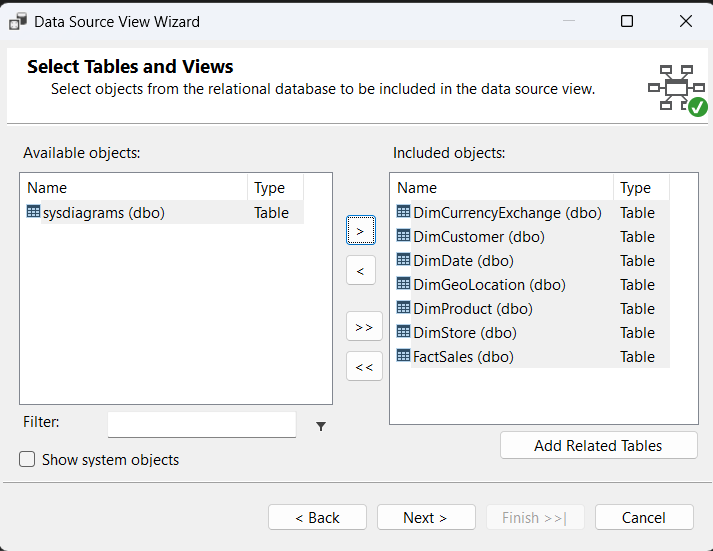 Data Source View Wizard
Select Tables and Views
Select objects from the relational database to be included in the data source view.
Available objects:
Name Type
sysdiagrams (dbo) Table
>
<
>>
<<
Included objects:
Name Type
DimCurrencyExchange (dbo) Table
DimCustomer (dbo) Table
DimDate (dbo) Table
DimGeoLocation (dbo) Table
DimProduct (dbo) Table
DimStore (dbo) Table
FactSales (dbo) Table
Filter:
Show system objects
Add Related Tables
< Back Next > Finish >>| Cancel